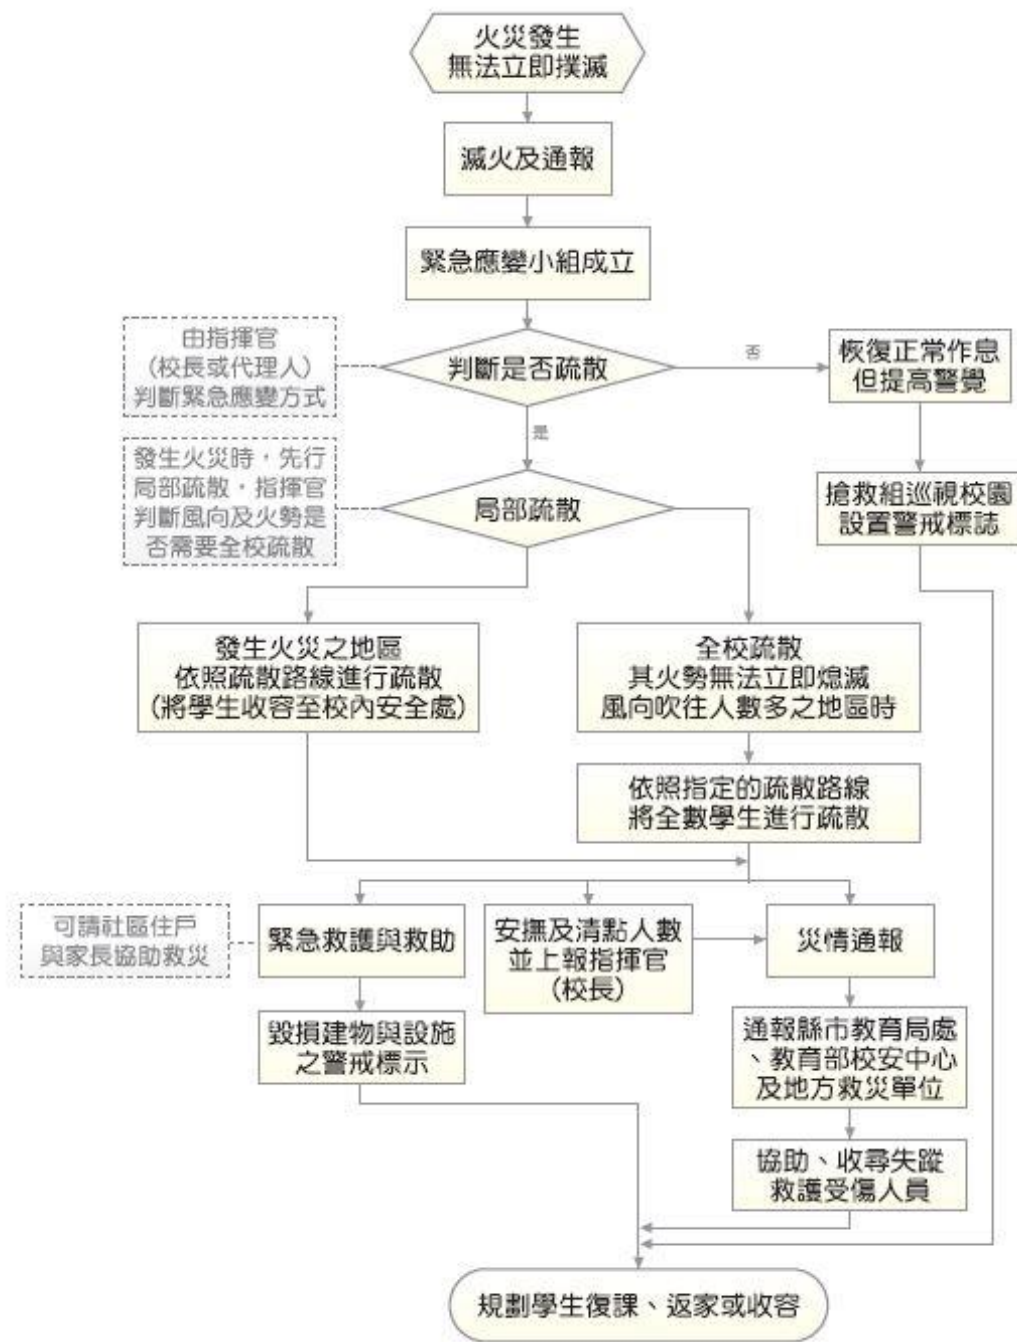 火災發生
無法立即撲滅
滅火及通報
緊急應變小組成立
由指揮官
（校長或代理人）
判斷緊急應變方式
判斷是否疏散
否
恢復正常作息
但提高警覺
是
發生火災時，先行
局部疏散，指揮官
判斷風向及火勢是
否需要全校疏散
局部疏散
搶救組巡視校園
設置警戒標誌
發生火災之地區
依照疏散路線進行疏散
（將學生收容至校內安全處）
全校疏散
其火勢無法立即熄滅
風向吹往人數多之地區時
依照指定的疏散路線
將全數學生進行疏散
可請社區住戶
與家長協助救災
緊急救護與救助
安撫及清點人數
並上報指揮官
（校長）
災情通報
毀損建物與設施
之警戒標示
通報縣市教育局處
、教育部校安中心
及地方救災單位
協助、收尋失蹤
救護受傷人員
規劃學生復課、返家或收容